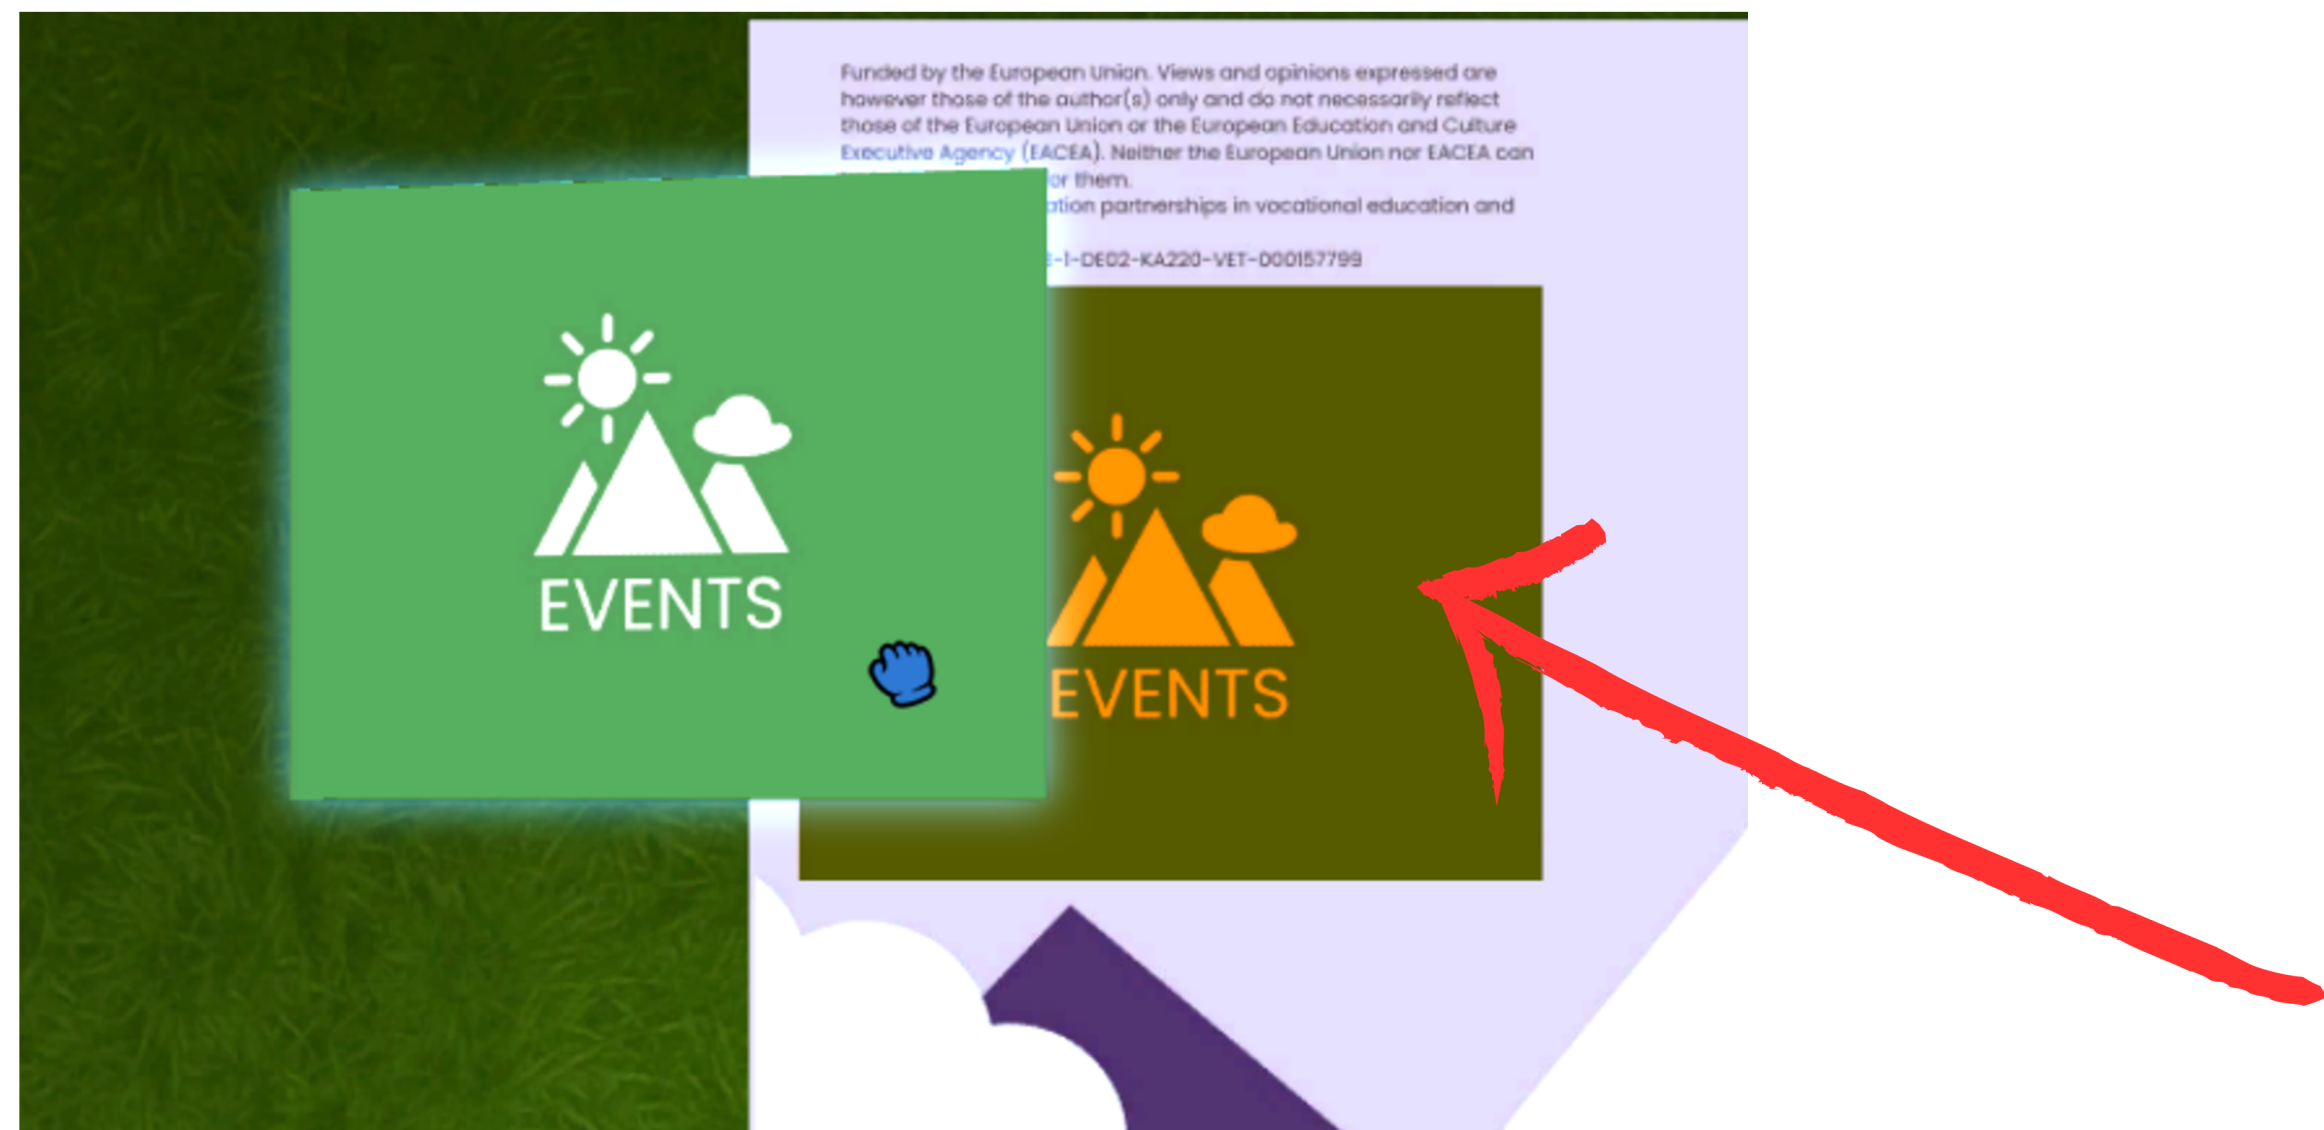 Funded by the European Union. Views and opinions expressed are
however those of the author(s) only and do not necessarily reflect
those of the European Union or the European Education and Culture
Executive Agency (EACEA). Neither the European Union nor EACEA can
or them.
ation partnerships in vocational education and
-1-DE02-KA220-VET-000157799
EVENTS
EVENTS